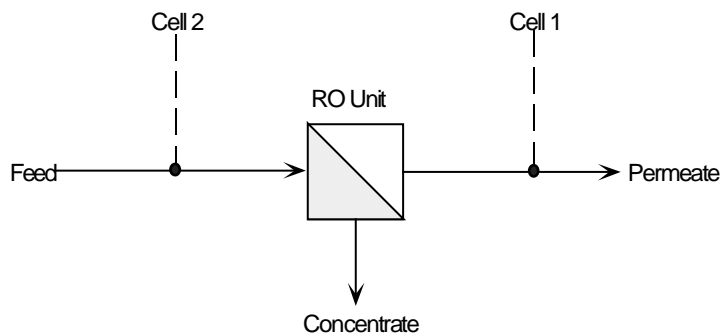 Cell 2
Cell 1
RO Unit
Feed
Permeate
Concentrate